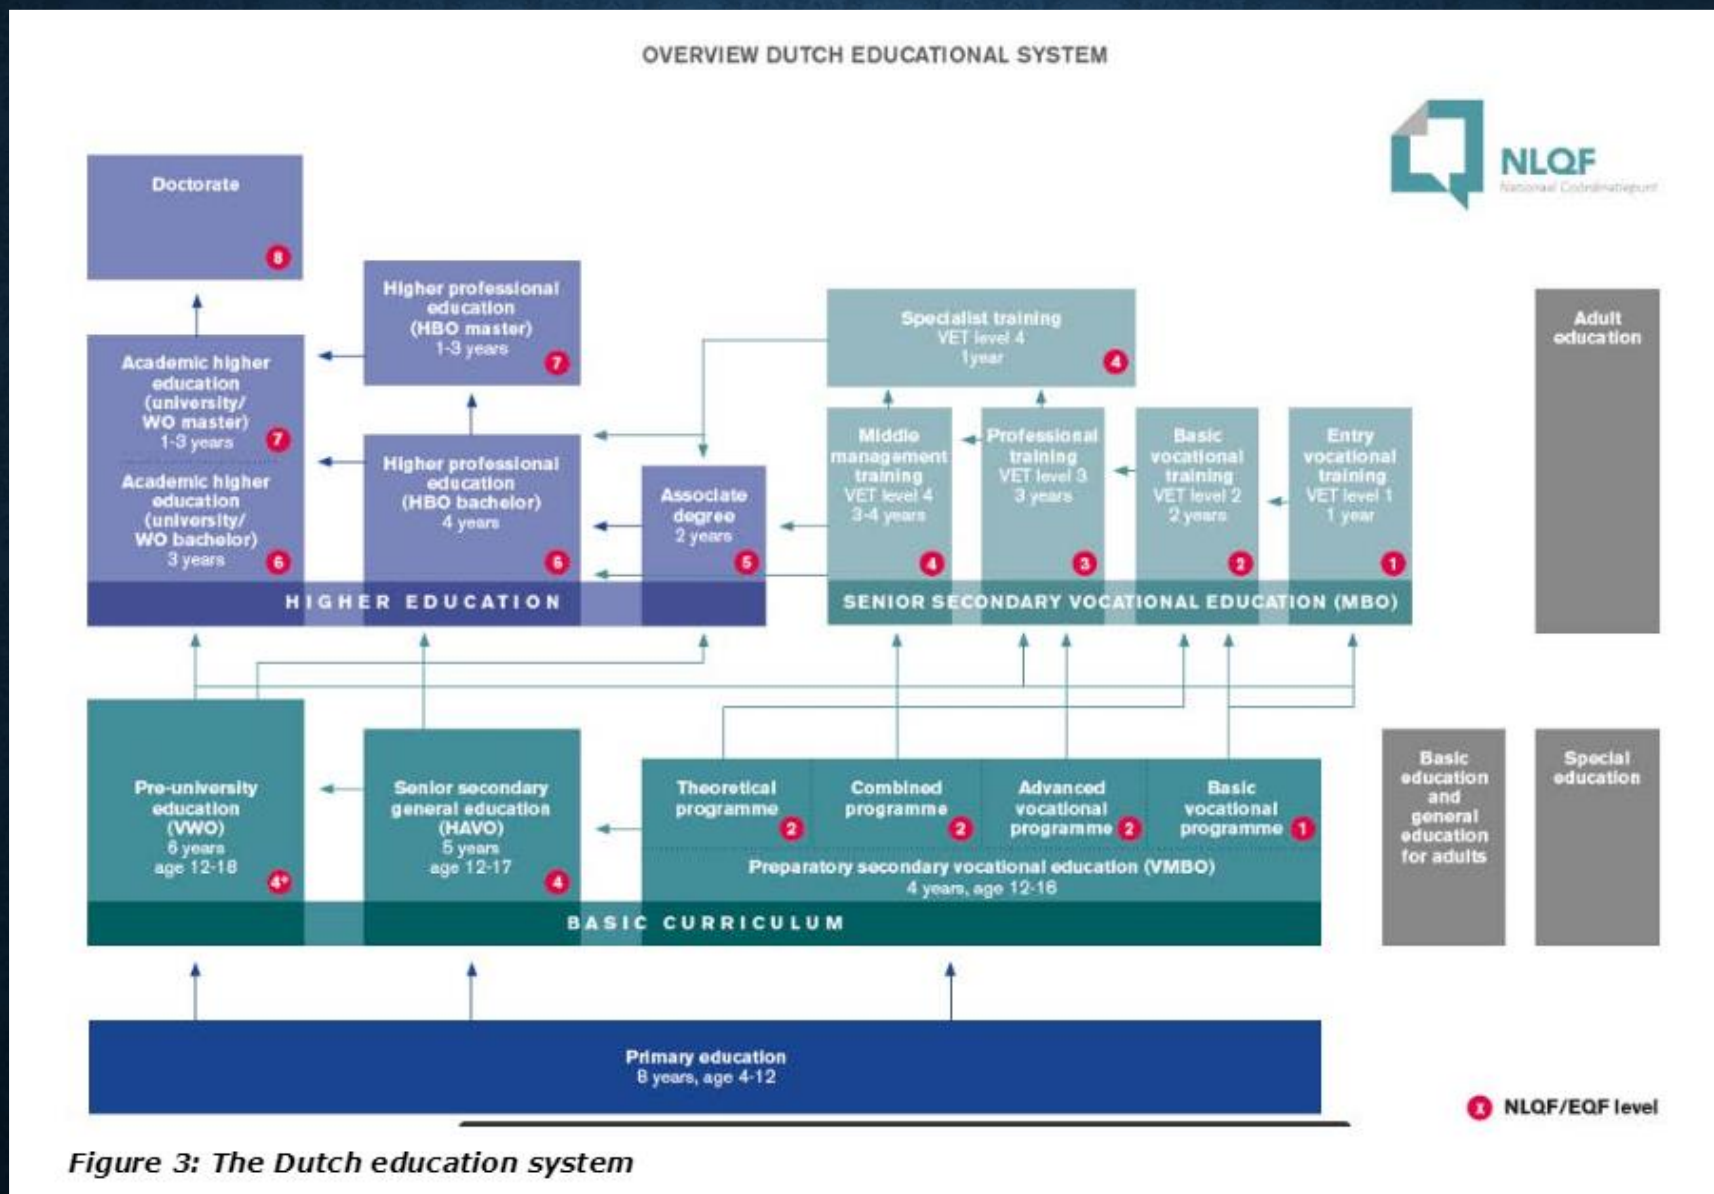 OVERVIEW DUTCH EDUCATIONAL SYSTEM
NLQF
Nationaal Coördinatiepunt
Doctorate
8
Higher professional
education
(HBO master)
1-3 years
7
Academic higher
education
(university/
WO master)
1-3 years
7
Academic higher
education
(university/
WO bachelor)
3 years
6
Higher professional
education
(HBO bachelor)
4 years
6
Associate
degree
2 years
5
HIGHER EDUCATION
Specialist training
VET level 4
1year
4
Middle
management
training
VET level 4
3-4 years
4
Professional
training
VET level 3
3 years
3
Basic
vocational
training
VET level 2
2 years
2
Entry
vocational
training
VET level 1
1 year
1
SENIOR SECONDARY VOCATIONAL EDUCATION (MBO)
Adult
education
Pre-university
education
(VWO)
6 years
age 12-18
4+
Senior secondary
general education
(HAVO)
5 years
age 12-17
4
Theoretical
programme
2
Combined
programme
2
Advanced
vocational
programme
2
Basic
vocational
programme
1
Preparatory secondary vocational education (VMBO)
4 years, age 12-16
BASIC CURRICULUM
Basic
education
and
general
education
for adults
Special
education
Primary education
8 years, age 4-12
x NLQF/EQF level
Figure 3: The Dutch education system